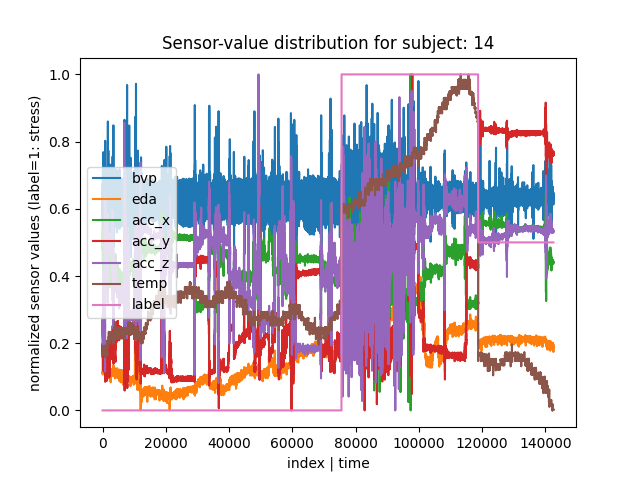 Sensor-value distribution for subject: 14
normalized sensor values (label=1: stress)
1.0
0.8
0.6
0.4
0.2
0.0
bvp
eda
acc_x
acc_y
acc_z
temp
label
0 20000 40000 60000 80000 100000 120000 140000
index | time